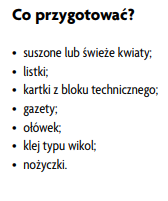 Co przygotować?
• suszone lub świeże kwiaty;
• listki;
• kartki z bloku technicznego;
• gazety;
• ołówek;
• klej typu wikol;
• nożyczki.